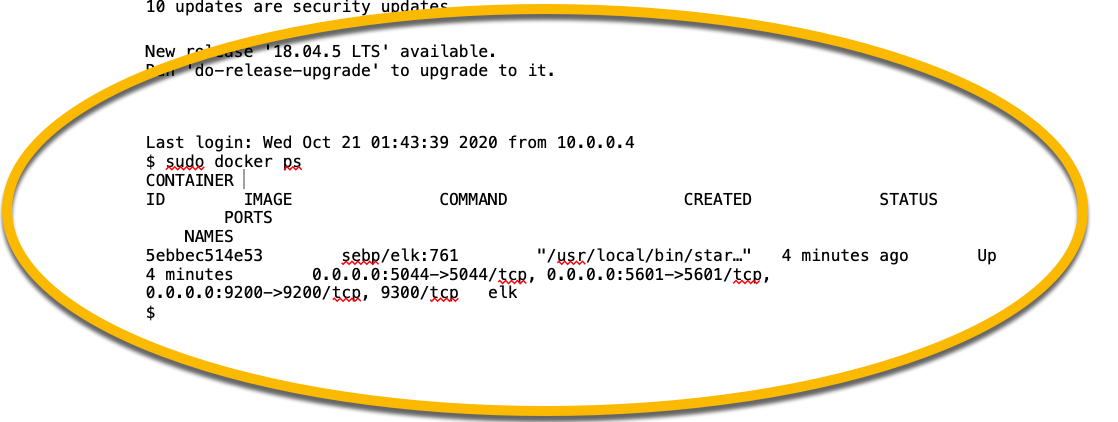 10 updates are security updates
New release '18.04.5 LTS' available.
Run 'do-release-upgrade' to upgrade to it.
Last login: Wed Oct 21 01:43:39 2020 from 10.0.0.4
$ sudo docker ps
CONTAINER
ID IMAGE COMMAND CREATED STATUS
PORTS
NAMES
5ebbec514e53 sebp/elk:761 "/usr/local/bin/star…" 4 minutes ago Up
4 minutes 0.0.0.0:5044->5044/tcp, 0.0.0.0:5601->5601/tcp,
0.0.0.0:9200->9200/tcp, 9300/tcp elk
$